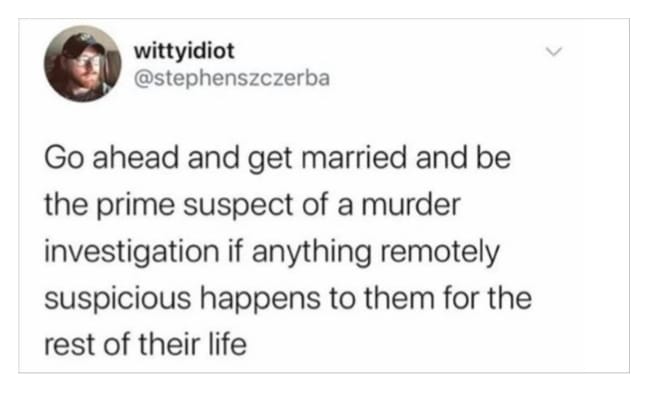 wittyidiot
@stephenszczerba
Go ahead and get married and be
the prime suspect of a murder
investigation if anything remotely
suspicious happens to them for the
rest of their life